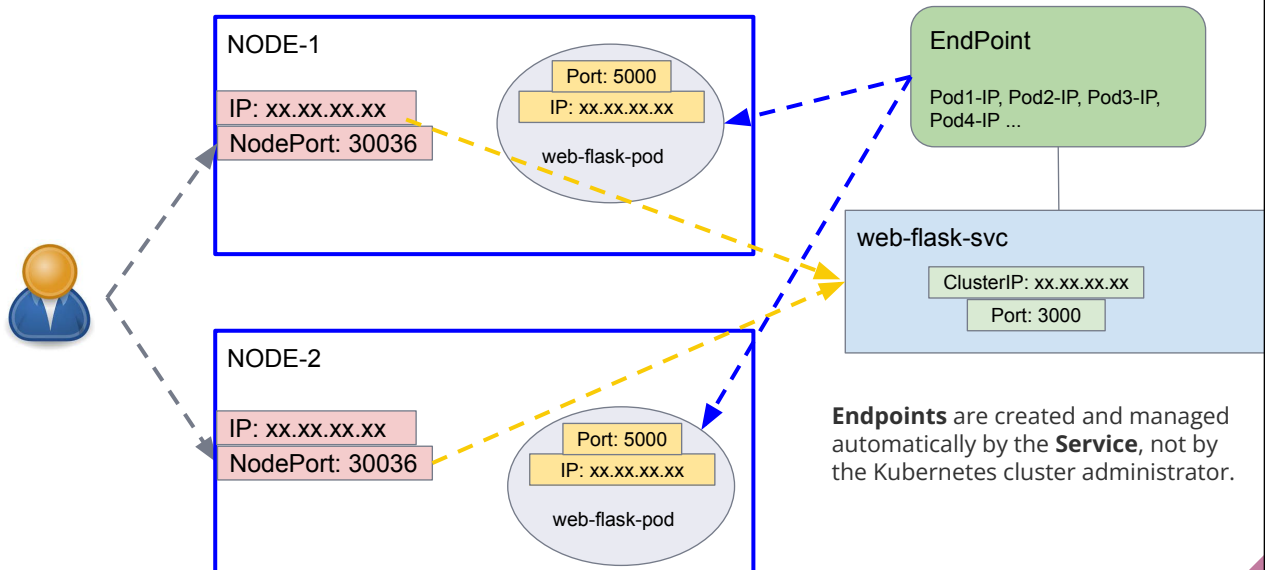 NODE-1
IP: xx.xx.xx.xx
NodePort: 30036
Port: 5000
IP: xx.xx.xx.xx
web-flask-pod
EndPoint
Pod1-IP, Pod2-IP, Pod3-IP,
Pod4-IP ...
web-flask-svc
ClusterIP: xx.xx.xx.xx
Port: 3000
NODE-2
IP: xx.xx.xx.xx
NodePort: 30036
Port: 5000
IP: xx.xx.xx.xx
web-flask-pod
Endpoints are created and managed
automatically by the Service, not by
the Kubernetes cluster administrator.